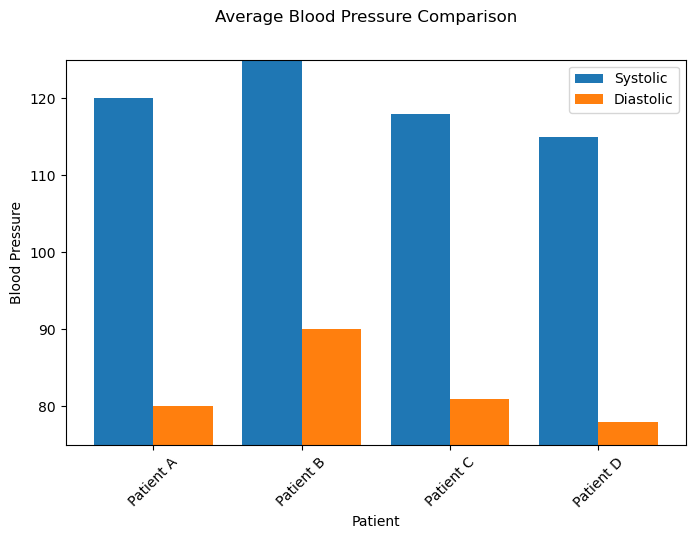 Average Blood Pressure Comparison
Systolic
Diastolic
120
110
100
90
80
Blood Pressure
Patient A
Patient B
Patient C
Patient D
Patient